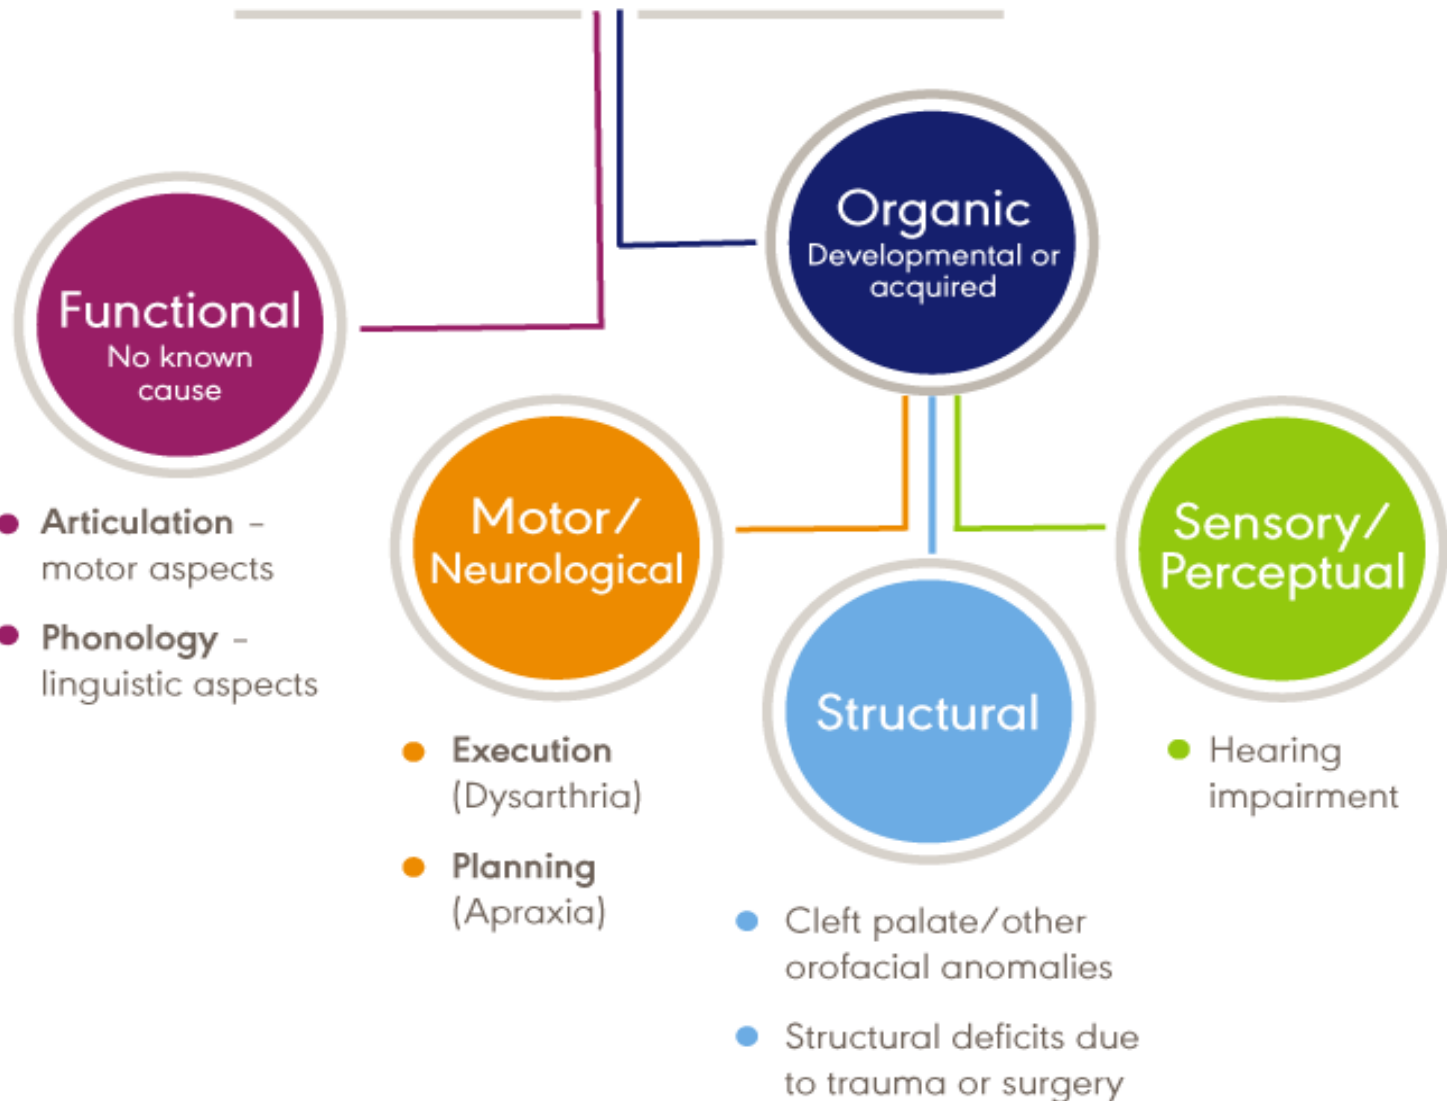 Organic
Developmental or
acquired
Functional
No known
cause
Articulation –
motor aspects
Phonology –
linguistic aspects
Motor/
Neurological
Execution
(Dysarthria)
Planning
(Apraxia)
Structural
Cleft palate/other
orofacial anomalies
Structural deficits due
to trauma or surgery
Sensory/
Perceptual
Hearing
impairment